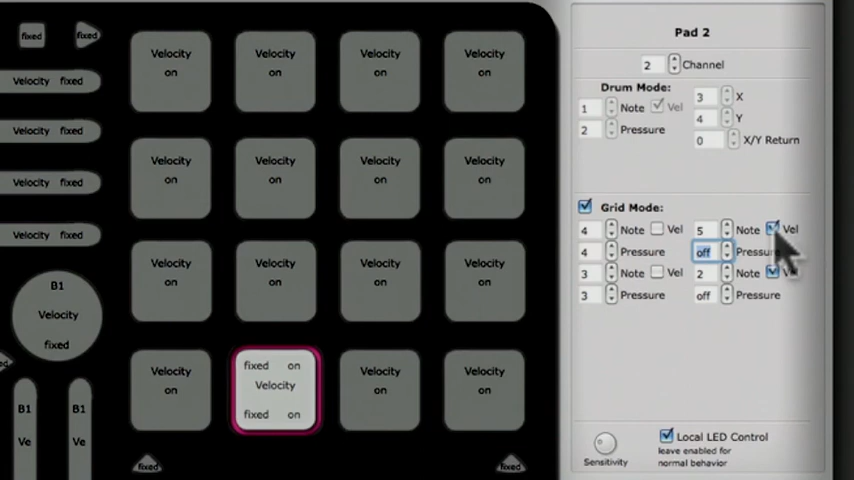 fixed fixed
Velocity fixed
Velocity fixed
Velocity fixed
Velocity fixed
B1
Velocity
fixed
B1
Ve
B1
Ve
fixed
fixed
Velocity
on
Velocity
on
Velocity
on
Velocity
on
Velocity
on
Velocity
on
Velocity
on
Velocity
on
Velocity
on
Velocity
on
Velocity
on
Velocity
on
Velocity
on
fixed on
Velocity
fixed on
Velocity
on
Velocity
on
Pad 2
2 Channel
Drum Mode:
1 Note Vel
2 Pressure
3 X
4 Y
0 X/Y Return
Grid Mode:
4 Note Vel 5 Note Vel
4 Pressure off Pressure
3 Note Vel 2 Note
3 Pressure off Pressure
Sensitivity
Local LED Control
leave enabled for
normal behavior